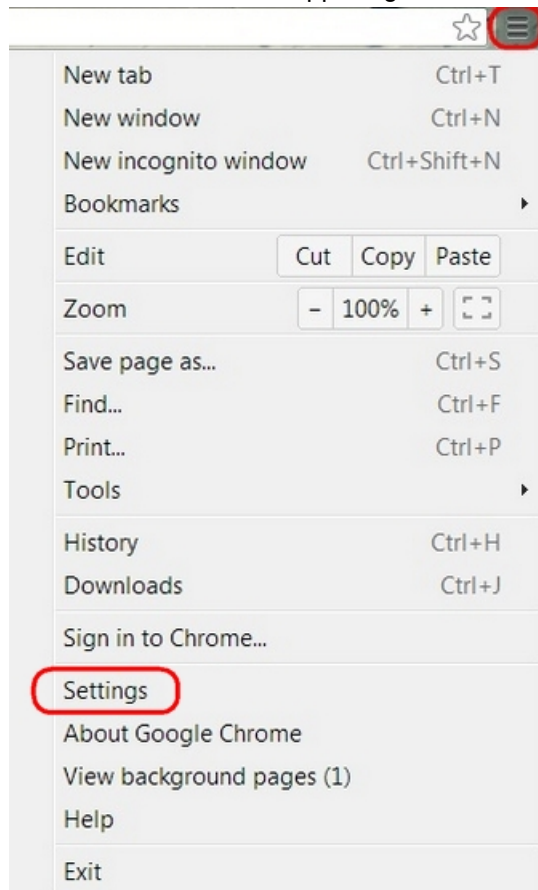 New tab Ctrl+T
New window Ctrl+N
New incognito window Ctrl+Shift+N
Bookmarks
Edit Cut Copy Paste
Zoom - 100% +
Save page as... Ctrl+S
Find... Ctrl+F
Print... Ctrl+P
Tools
History Ctrl+H
Downloads Ctrl+J
Sign in to Chrome...
Settings
About Google Chrome
View background pages (1)
Help
Exit